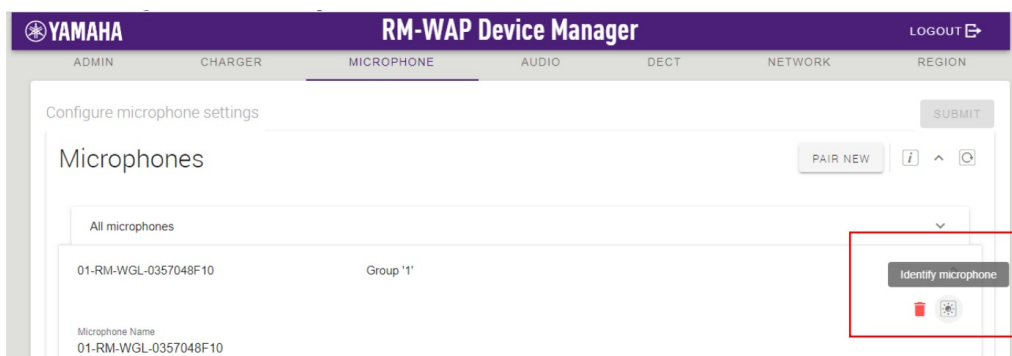 YAMAHA RM-WAP Device Manager LOGOUT
ADMIN CHARGER MICROPHONE AUDIO DECT NETWORK REGION
Configure microphone settings SUBMIT
Microphones PAIR NEW i
All microphones
01-RM-WGL-0357048F10 Group '1'
Identify microphone
Microphone Name
01-RM-WGL-0357048F10